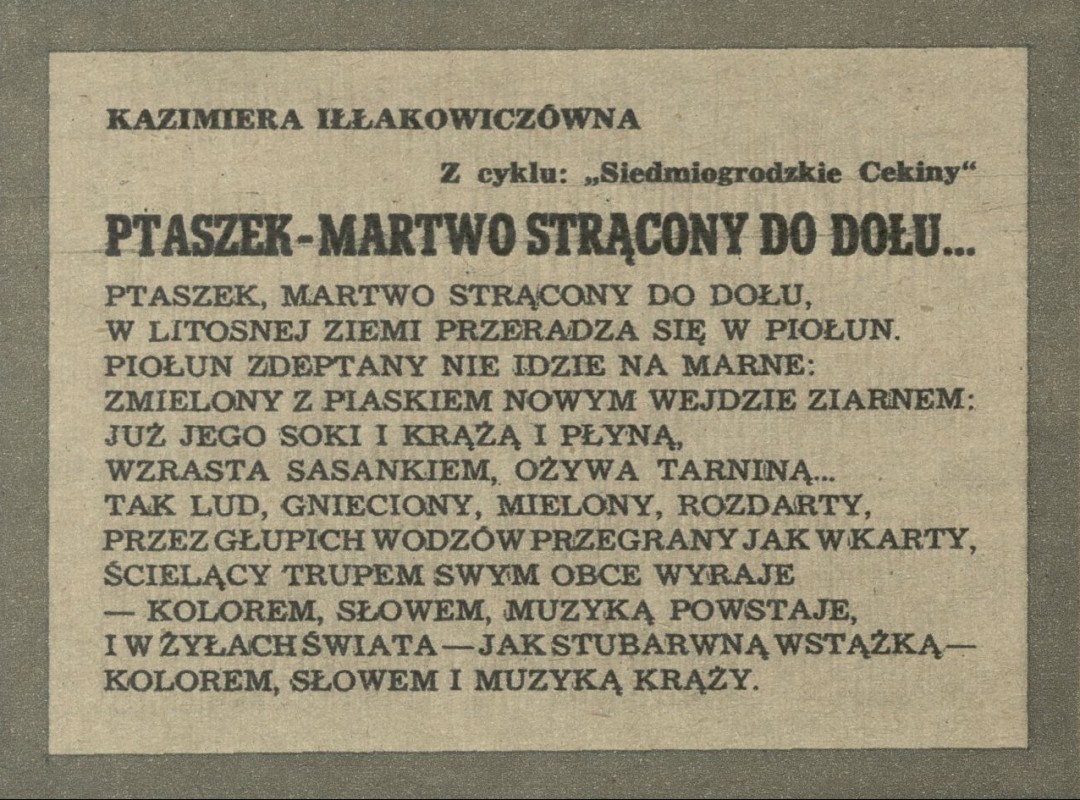 KAZIMIERA IŁŁAKOWICZÓWNA
Z cyklu: „Siedmiogrodzkie Cekiny“
PTASZEK-MARTWO STRĄCONY DO DOŁU...
PTASZEK, MARTWO STRĄCONY DO DOŁU,
W LITOSNEJ ZIEMI PRZERADZA SIĘ W PIOŁUN.
PIOŁUN ZDEPTANY NIE IDZIE NA MARNE:
ZMIELONY Z PIASKIEM NOWYM WEJDZIE ZIARNEM:
JUŻ JEGO SOKI I KRĄŻĄ I PŁYNĄ,
WZRASTA SASANKIEM, OŻYWA TARNINĄ...
TAK LUD, GNIECIONY, MIELONY, ROZDARTY,
PRZEZ GŁUPICH WODZÓW PRZEGRANY JAK W KARTY,
ŚCIELĄCY TRUPEM SWYM OBCE WYRAJE
— KOLOREM, SŁOWEM, MUZYKĄ POWSTAJE,
I W ŻYŁACH ŚWIATA — JAK STUBARWNĄ WSTĄŻKĄ —
KOLOREM, SŁOWEM I MUZYKĄ KRĄŻY.